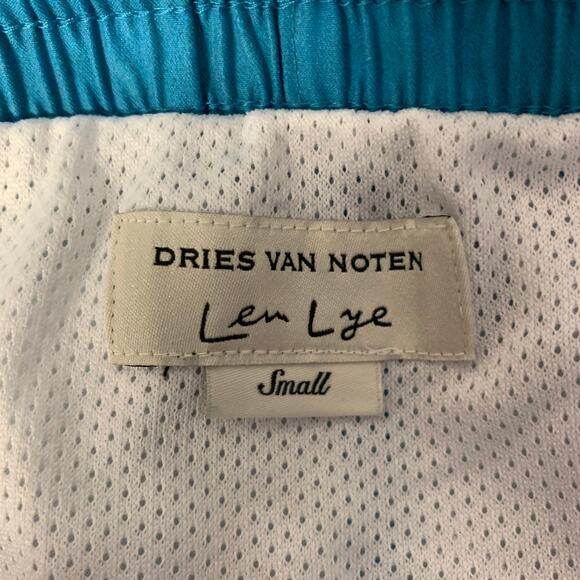 DRIES VAN NOTEN
Len Lye
Small